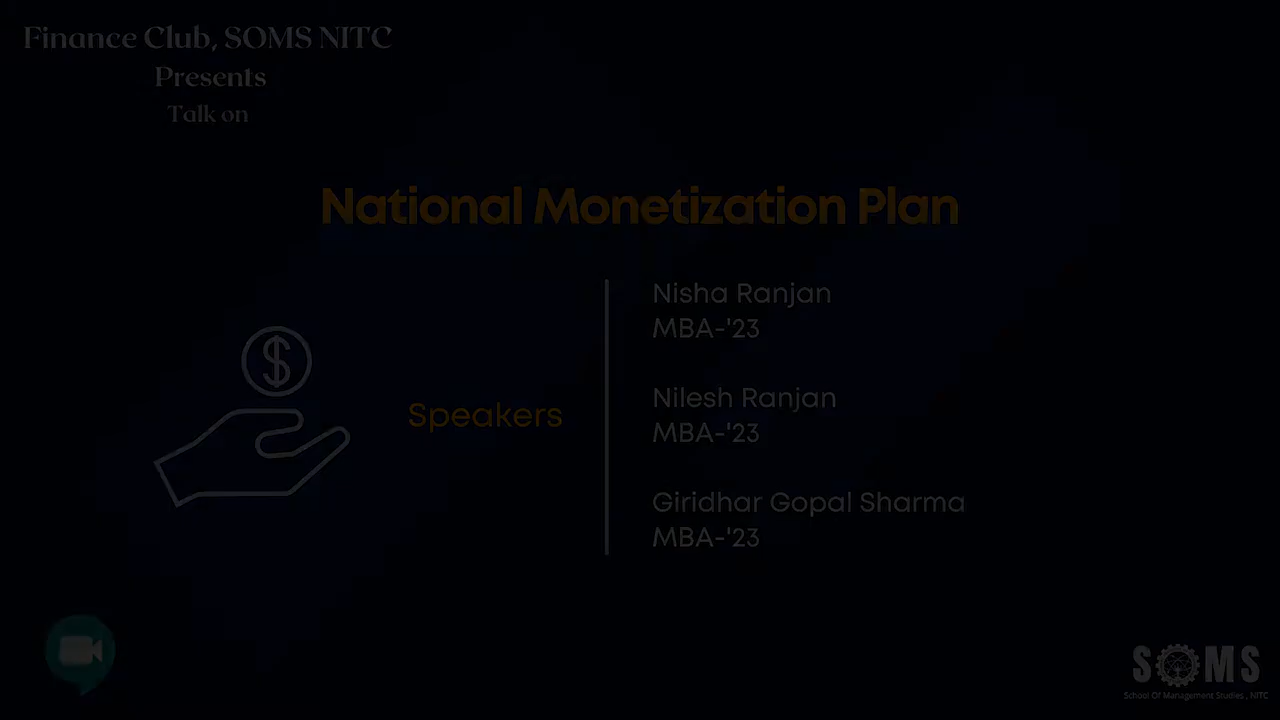 Finance Club, SOMS NITC
Presents
Talk on
National Monetization Plan
Speakers
Nisha Ranjan
MBA-'23
Nilesh Ranjan
MBA-'23
Giridhar Gopal Sharma
MBA-'23
SOMS
School Of Management Studies , NITC